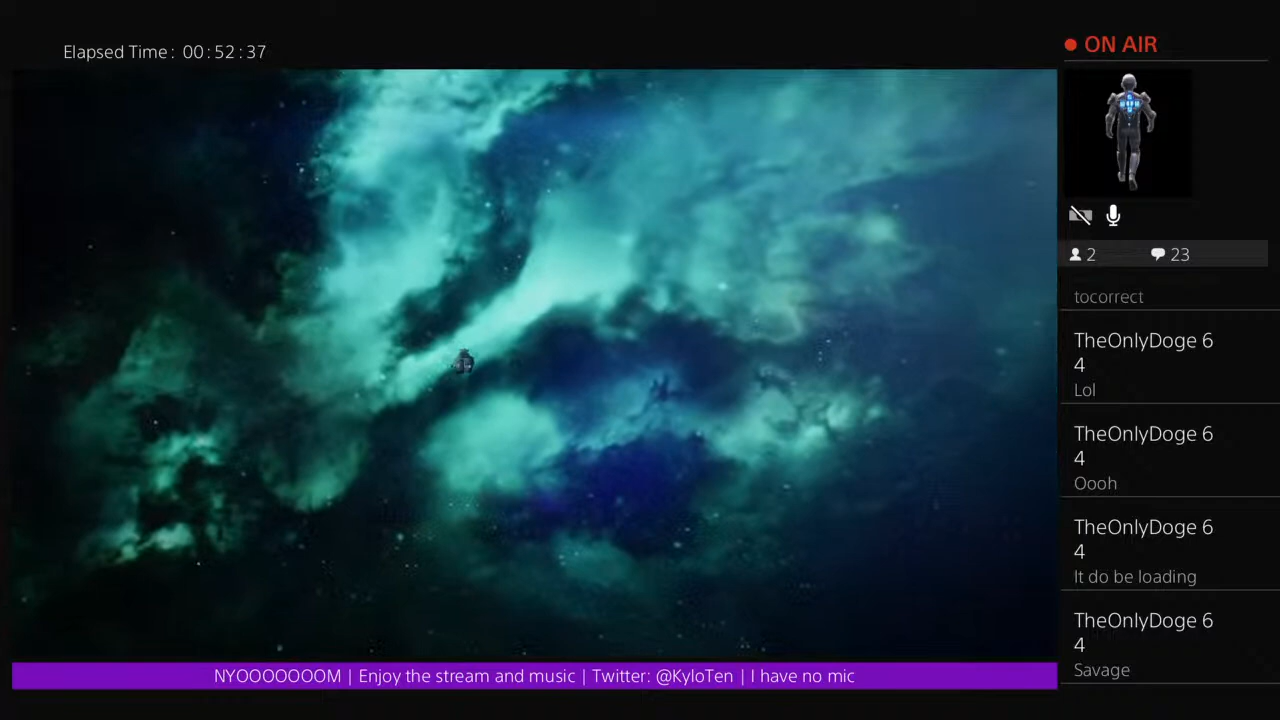 Elapsed Time: 00:52:37
ON AIR
2 23
tocorrect
TheOnlyDoge 6
4
Lol
TheOnlyDoge 6
4
Oooh
TheOnlyDoge 6
4
It do be loading
TheOnlyDoge 6
4
Savage
NYOOOOOOOM | Enjoy the stream and music | Twitter: @KyloTen | I have no mic